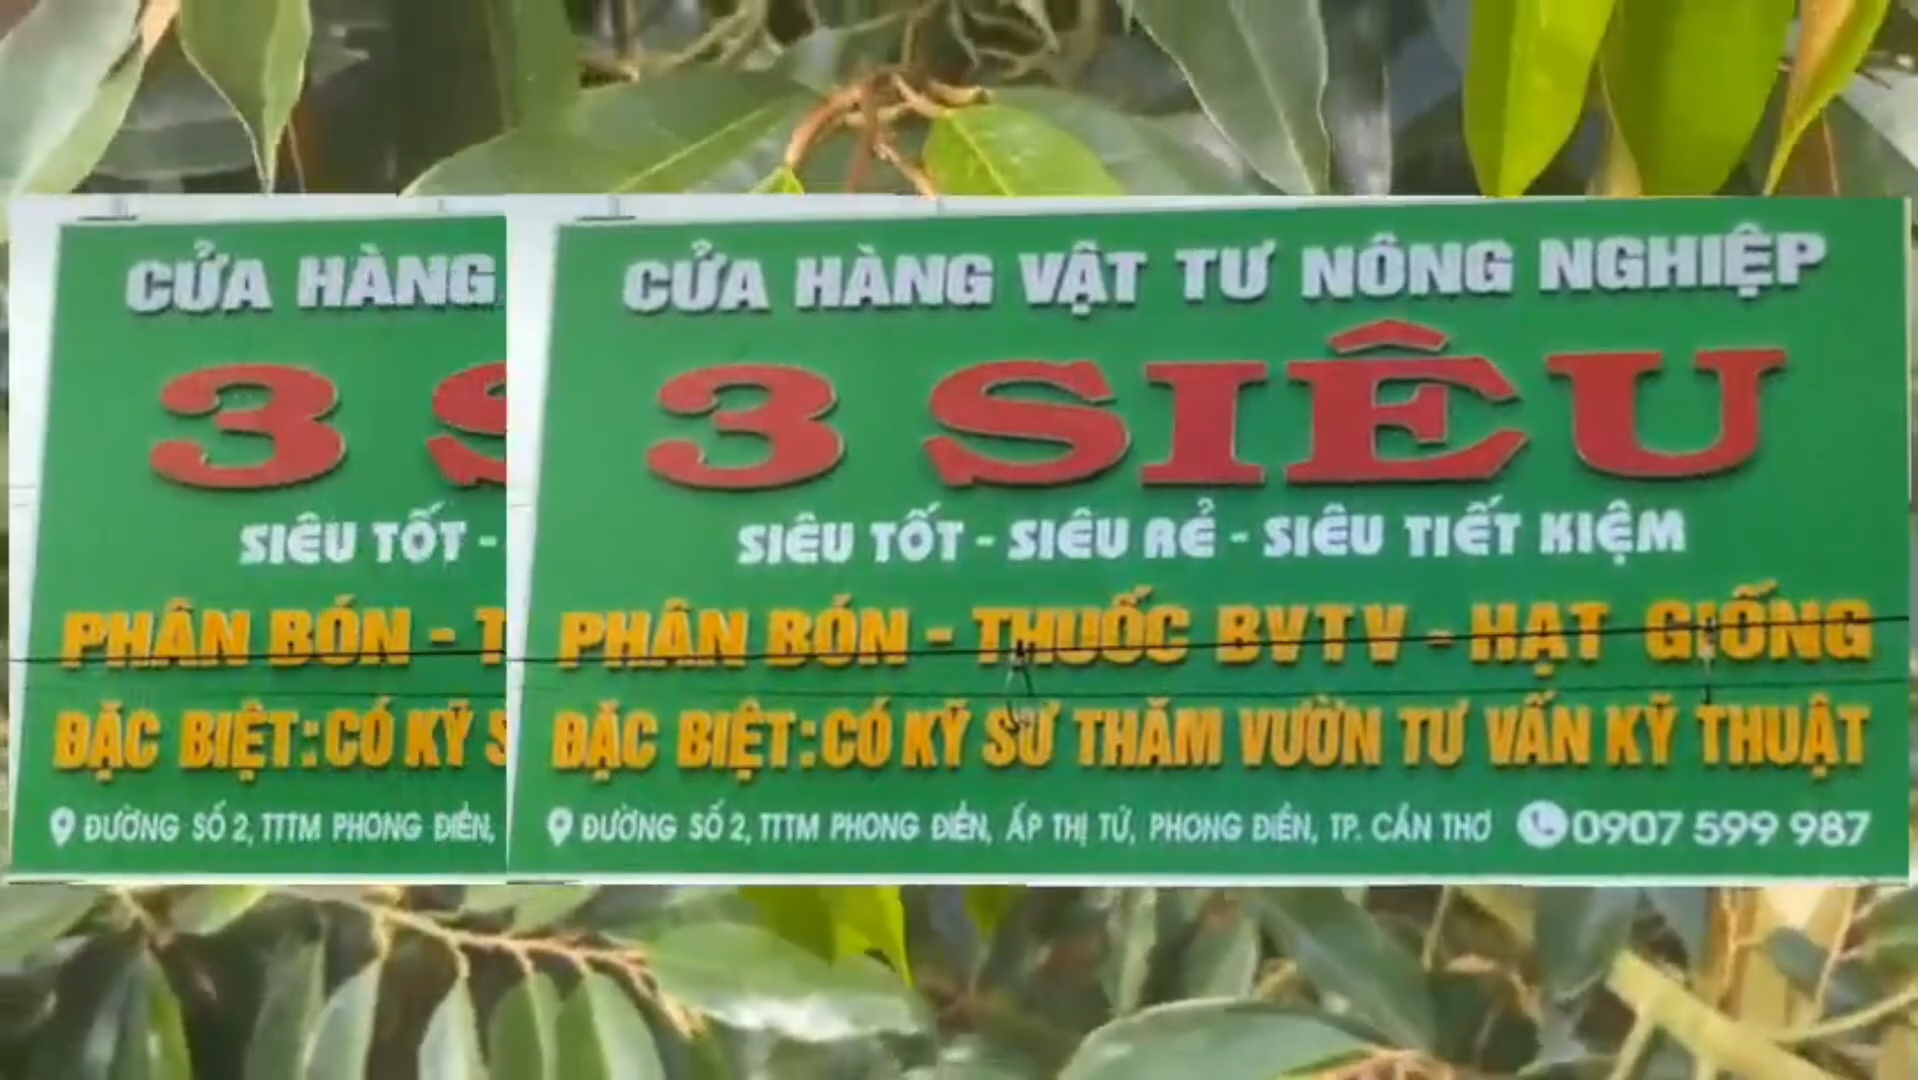 CỬA HÀNG
3 S
SIÊU TỐT -
PHÂN BÓN - T
ĐẶC BIỆT: CÓ KỸ S
ĐƯỜNG SỐ 2, TTTM PHONG ĐIỀN,
CỬA HÀNG VẬT TƯ NÔNG NGHIỆP
3 SIÊU
SIÊU TỐT - SIÊU RẺ - SIÊU TIẾT KIỆM
PHÂN BÓN - THUỐC BVTV - HẠT GIỐNG
ĐẶC BIỆT: CÓ KỸ SƯ THĂM VƯỜN TƯ VẤN KỸ THUẬT
ĐƯỜNG SỐ 2, TTTM PHONG ĐIỀN, ẤP THỊ TỨ, PHONG ĐIỀN, TP. CẦN THƠ 0907 599 987